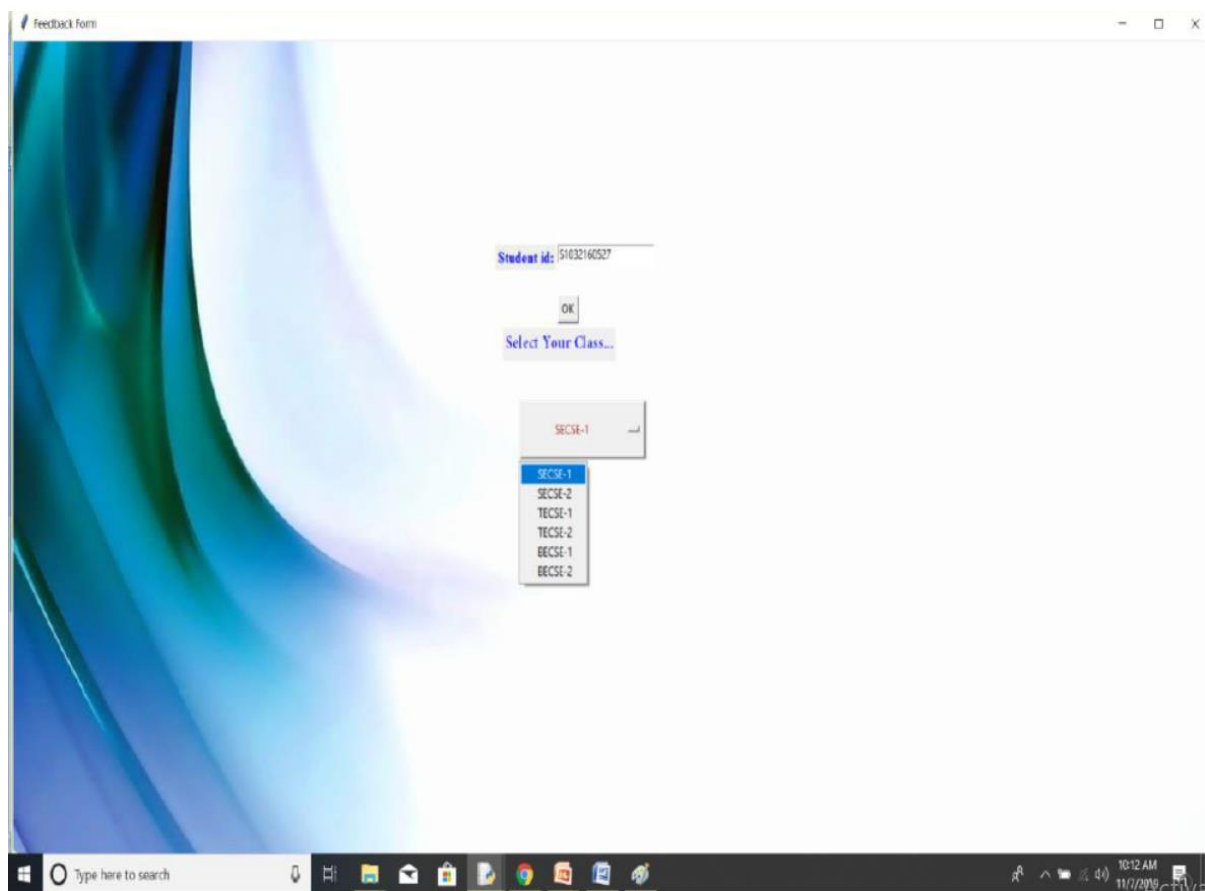 Feedback Form
Student id: S1032160527
OK
Select Your Class...
SECSE-1
SECSE-1
SECSE-2
TECSE-1
TECSE-2
BECSE-1
BECSE-2
Type here to search
10:12 AM